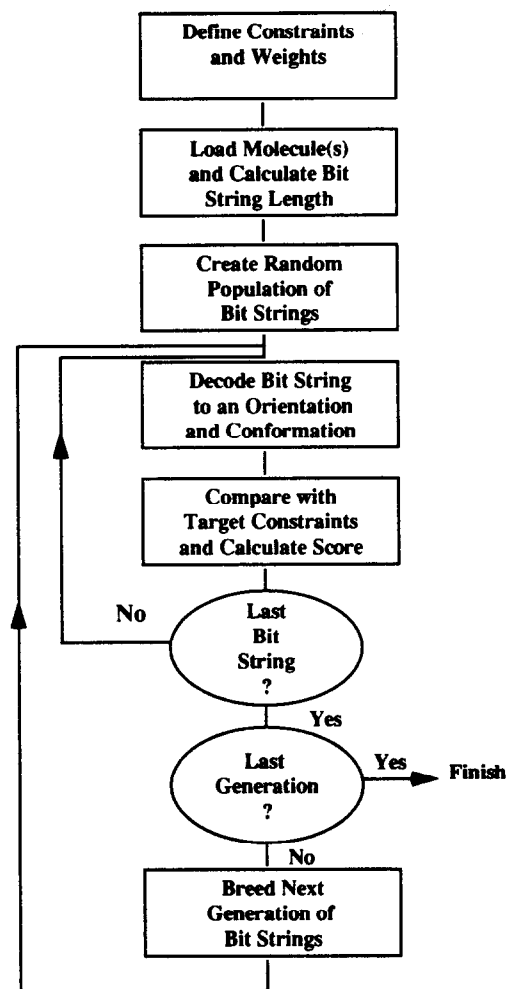 Define Constraints
and Weights
Load Molecule(s)
and Calculate Bit
String Length
Create Random
Population of
Bit Strings
Decode Bit String
to an Orientation
and Conformation
Compare with
Target Constraints
and Calculate Score
No
Last
Bit
String
?
Yes
Last
Generation
?
Yes
Finish
No
Breed Next
Generation of
Bit Strings